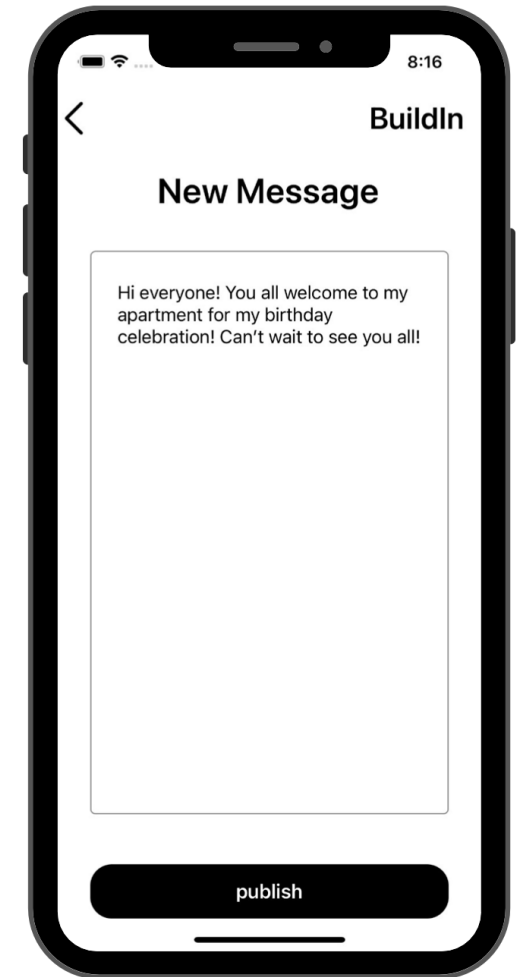 8:16
BuildIn
New Message
Hi everyone! You all welcome to my
apartment for my birthday
celebration! Can’t wait to see you all!
publish